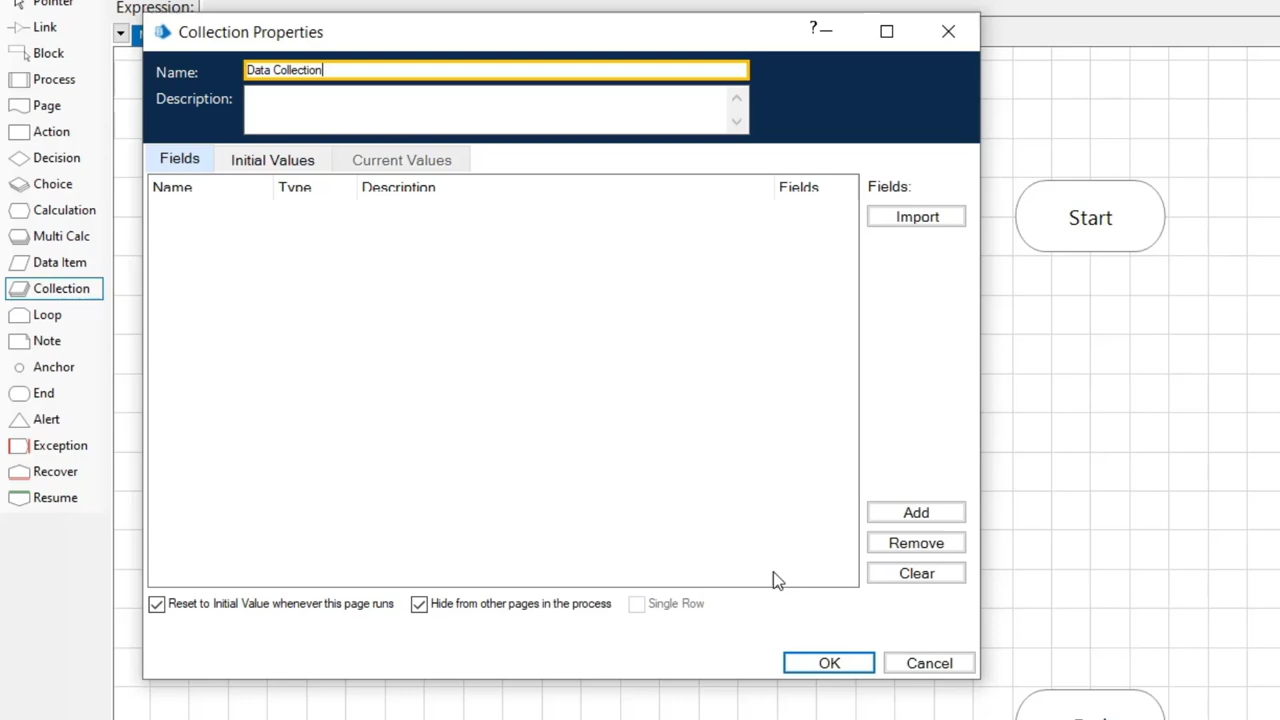 Pointer
Expression:
Collection Properties
?
Link
Block
Process
Page
Action
Decision
Choice
Calculation
Multi Calc
Data Item
Collection
Loop
Note
Anchor
End
Alert
Exception
Recover
Resume
Name: Data Collection
Description:
Fields Initial Values Current Values
Name Type Description Fields
Fields:
Import
Add
Remove
Clear
Reset to Initial Value whenever this page runs Hide from other pages in the process Single Row
OK Cancel
Start